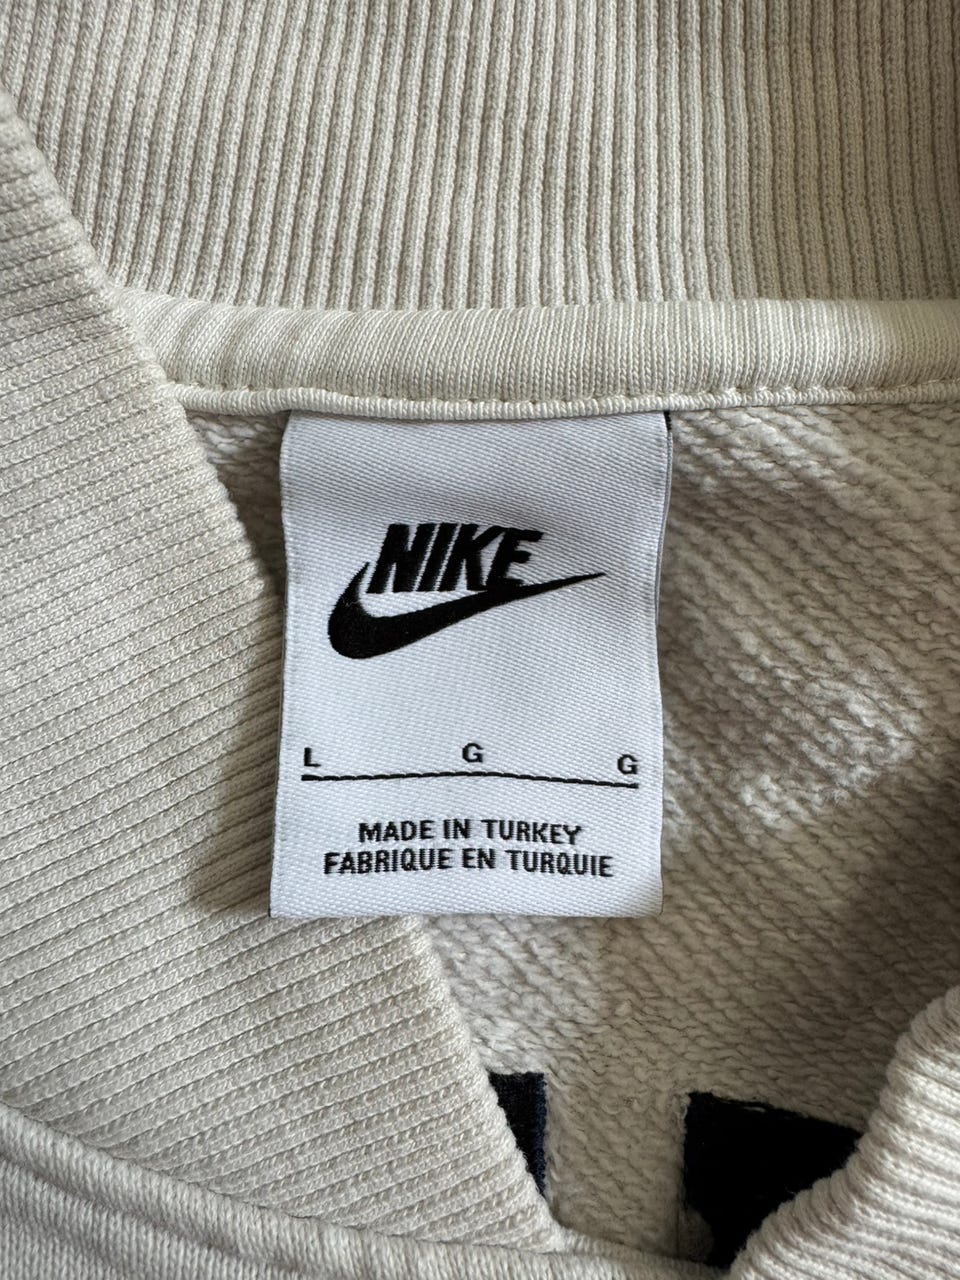 NIKE
L G G
MADE IN TURKEY
FABRIQUE EN TURQUIE